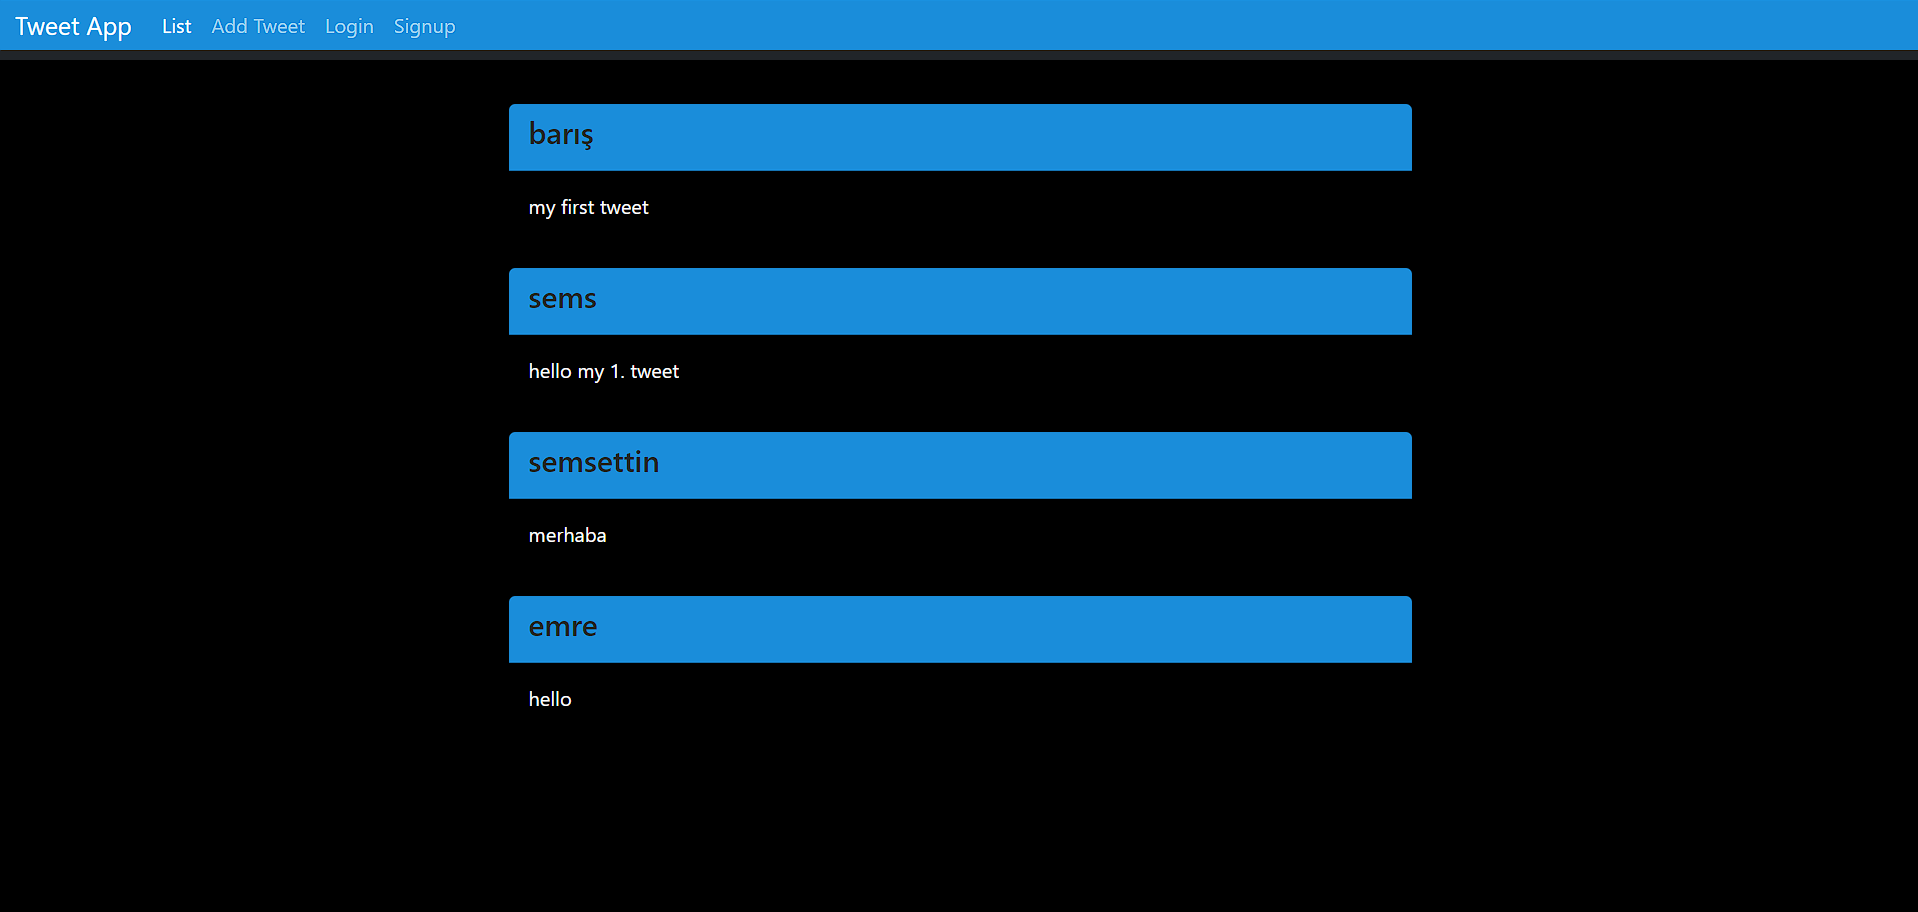 Tweet App List Add Tweet Login Signup
barış
my first tweet
sems
hello my 1. tweet
semsettin
merhaba
emre
hello